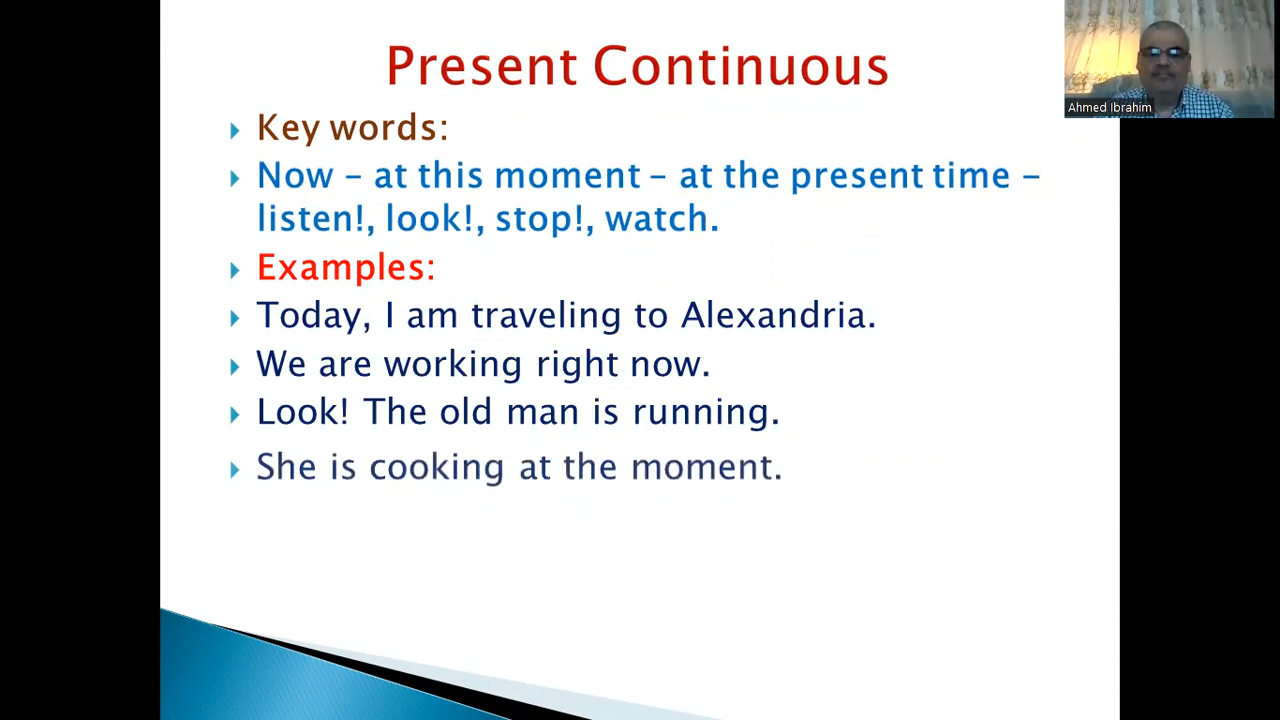 Present Continuous
Ahmed Ibrahim
Key words:
Now – at this moment – at the present time –
listen!, look!, stop!, watch.
Examples:
Today, I am traveling to Alexandria.
We are working right now.
Look! The old man is running.
She is cooking at the moment.